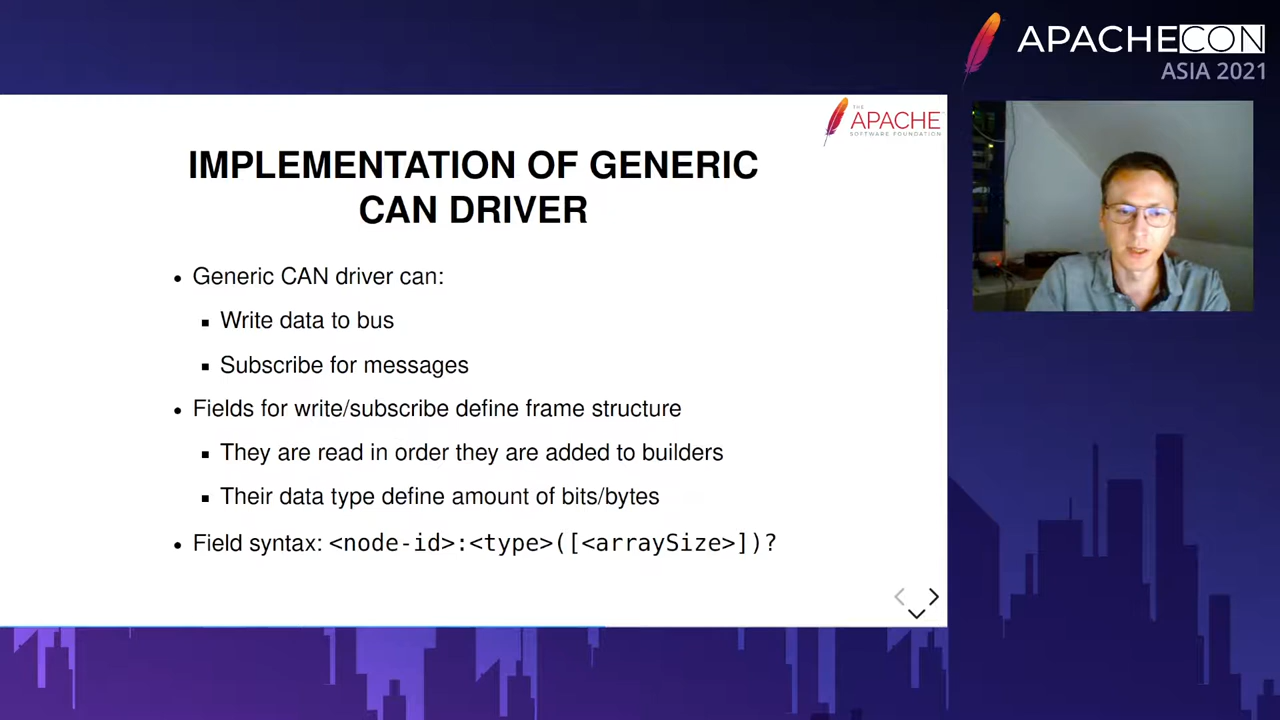 APACHECON
ASIA 2021
THE
APACHE
SOFTWARE FOUNDATION
IMPLEMENTATION OF GENERIC
CAN DRIVER
• Generic CAN driver can:
▪ Write data to bus
▪ Subscribe for messages
• Fields for write/subscribe define frame structure
▪ They are read in order they are added to builders
▪ Their data type define amount of bits/bytes
• Field syntax: <node-id>:<type>([<arraySize>])?